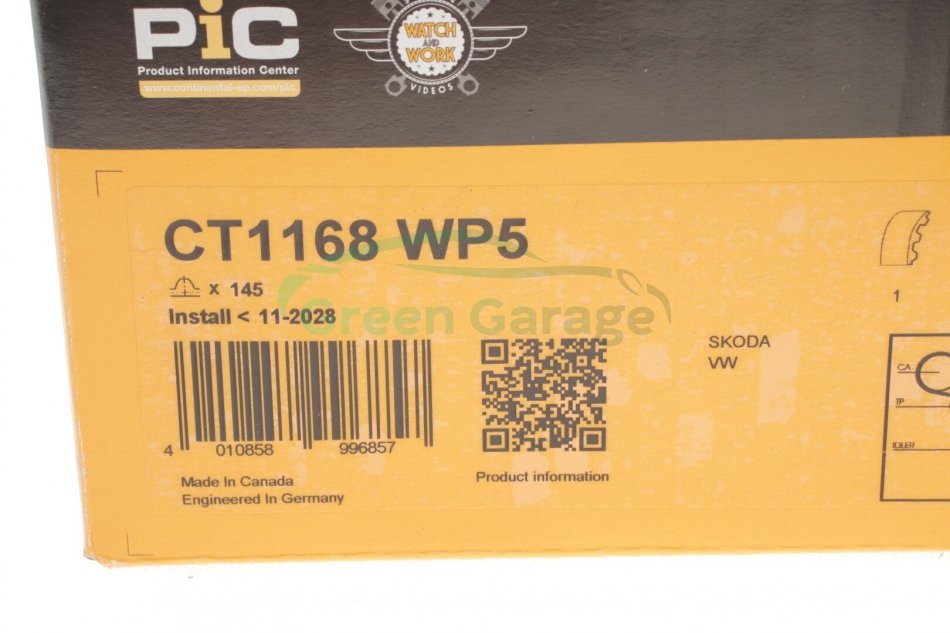 PiC
Product Information Center
www.continental-ep.com/pic
WATCH
AND
WORK
VIDEOS
CT1168 WP5
x 145
Install < 11-2028
Green Garage
4 010858 996857
Made In Canada
Engineered In Germany
Product information
SKODA
VW
1
CA
TP
IDLER